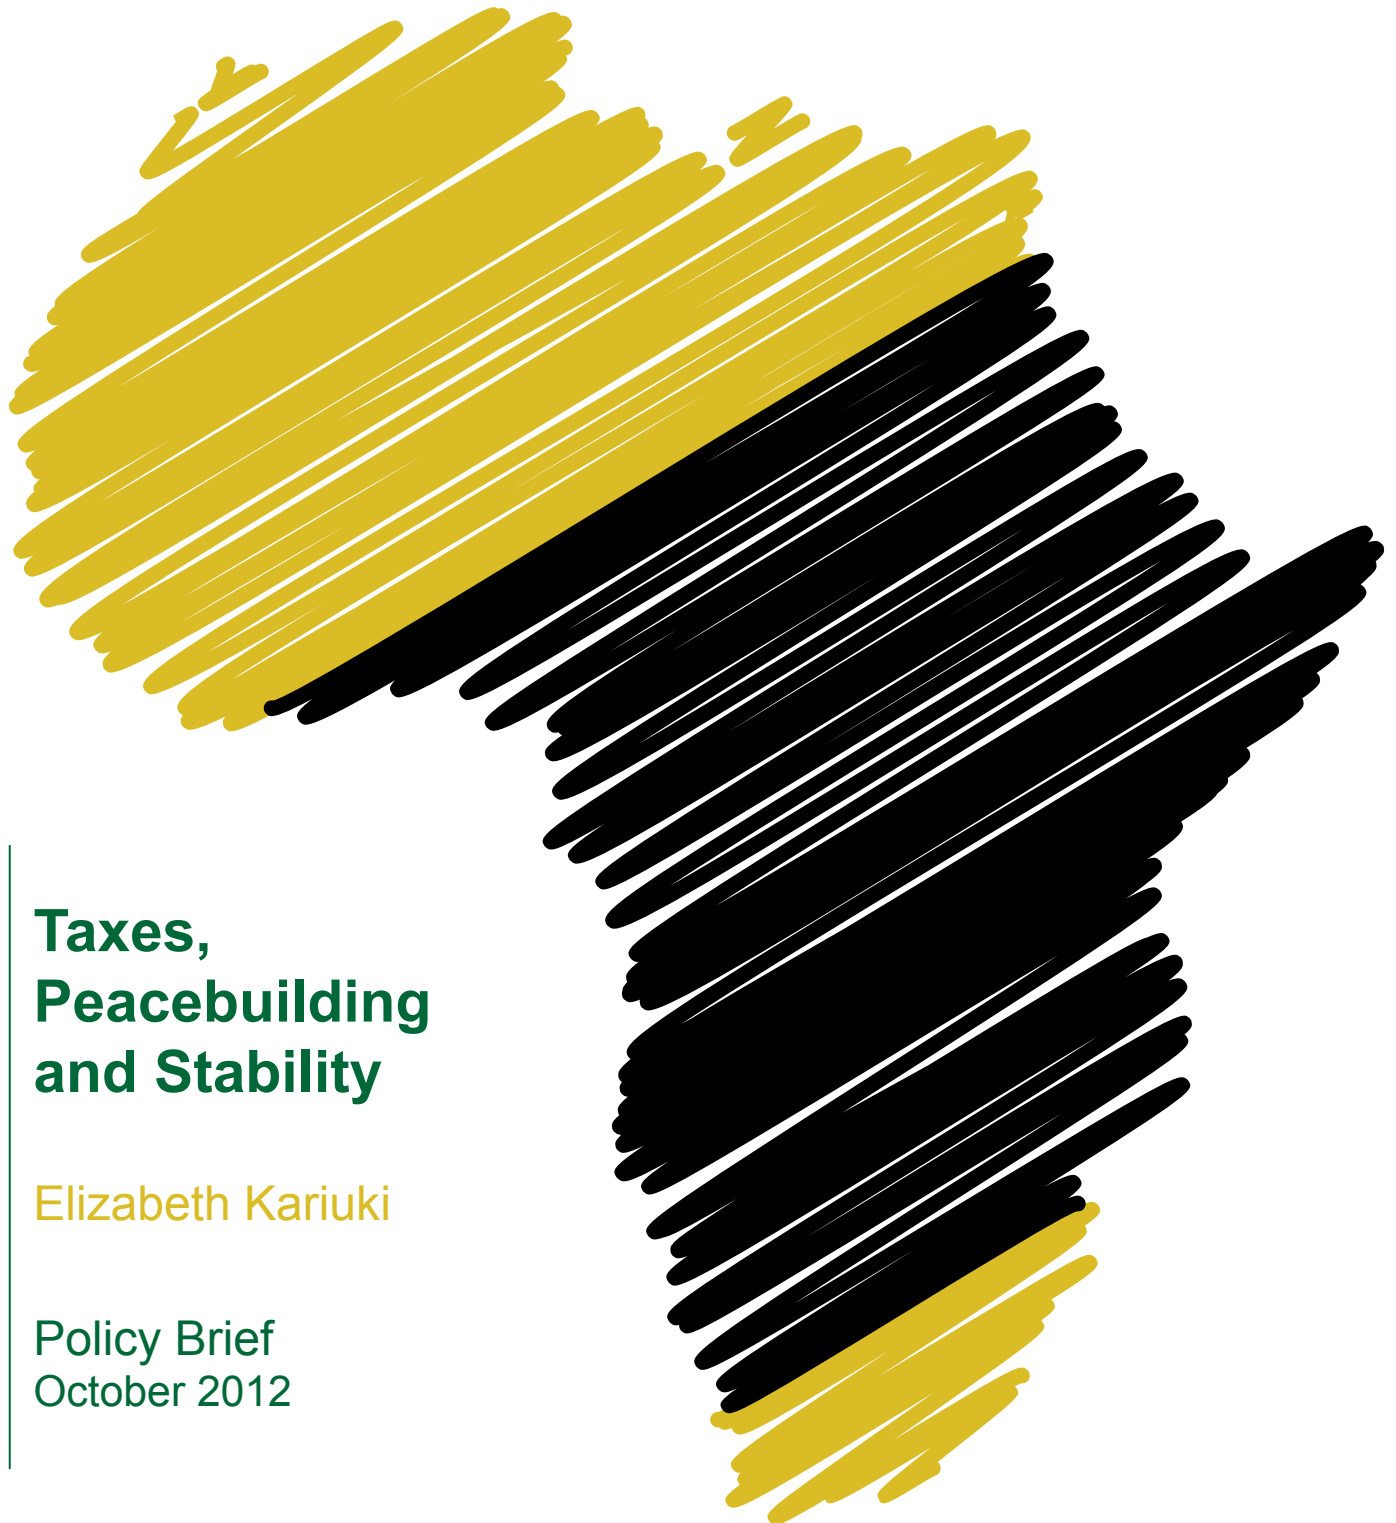 Taxes,
Peacebuilding
and Stability
Elizabeth Kariuki
Policy Brief
October 2012